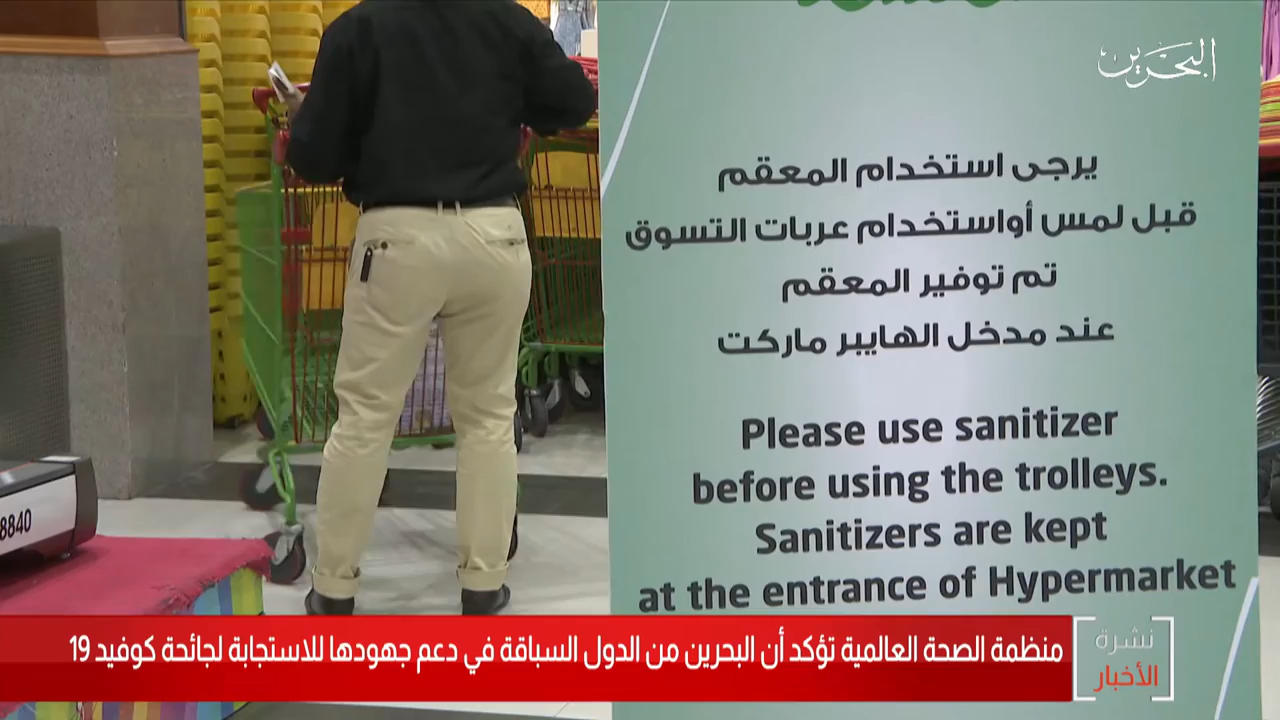 البحرين
يرجى استخدام المعقم
قبل لمس أواستخدام عربات التسوق
تم توفير المعقم
عند مدخل الهايبر ماركت
Please use sanitizer
before using the trolleys.
Sanitizers are kept
at the entrance of Hypermarket
8840
نشرة
الأخبار
منظمة الصحة العالمية تؤكد أن البحرين من الدول السباقة في دعم جهودها للاستجابة لجائحة كوفيد 19